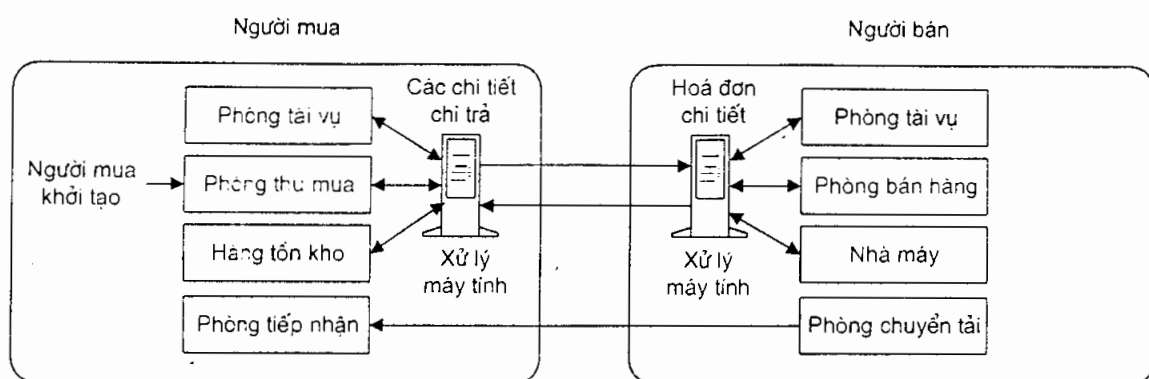 Người mua
Người bán
Các chi tiết
chi trả
Hoá đơn
chi tiết
Phòng tài vụ
Phòng tài vụ
Người mua
khởi tạo
Phòng thu mua
Phòng bán hàng
Hàng tồn kho
Xử lý
máy tính
Xử lý
máy tính
Nhà máy
Phòng tiếp nhận
Phòng chuyển tải